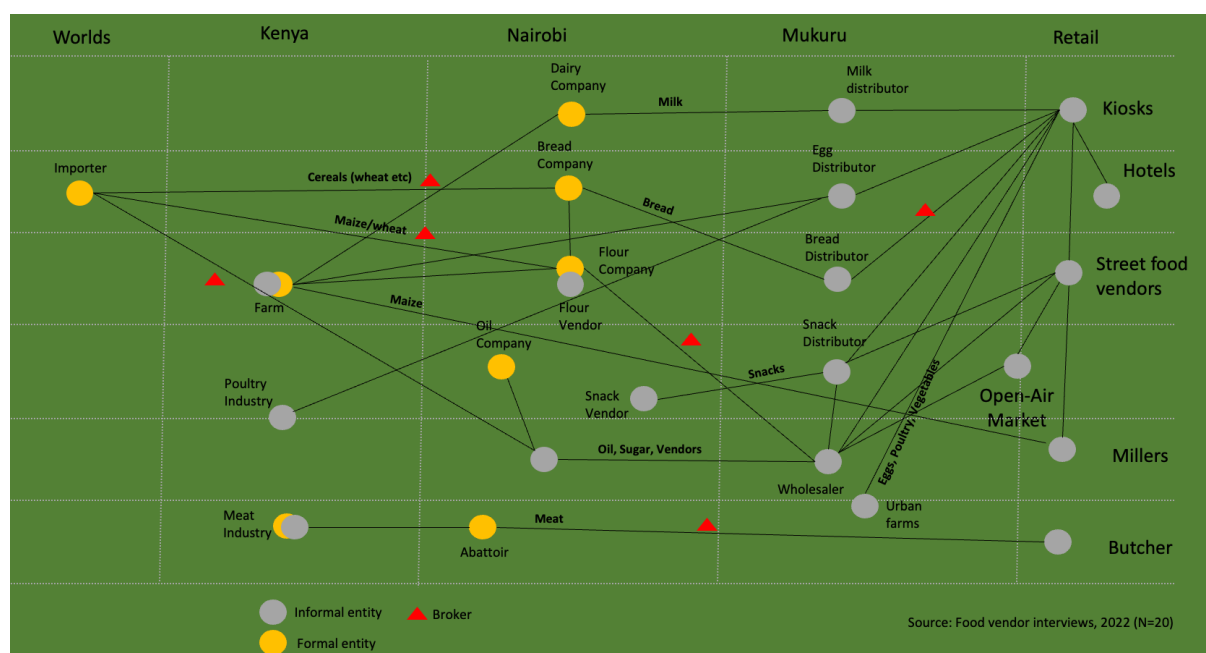 Worlds
Kenya
Nairobi
Mukuru
Retail
Dairy
Company
Milk
Milk
distributor
Kiosks
Bread
Company
Egg
Distributor
Importer
Cereals (wheat etc)
Hotels
Bread
Maize/wheat
Bread
Distributor
Flour
Company
Street food
vendors
Farm
Maize
Flour
Vendor
Oil
Company
Snack
Distributor
Poultry
Industry
Snack
Vendor
Snacks
Eggs, Poultry, Vegetables
Open-Air
Market
Oil, Sugar, Vendors
Wholesaler
Millers
Urban
farms
Meat
Industry
Meat
Abattoir
Butcher
Informal entity
Broker
Formal entity
Source: Food vendor interviews, 2022 (N=20)